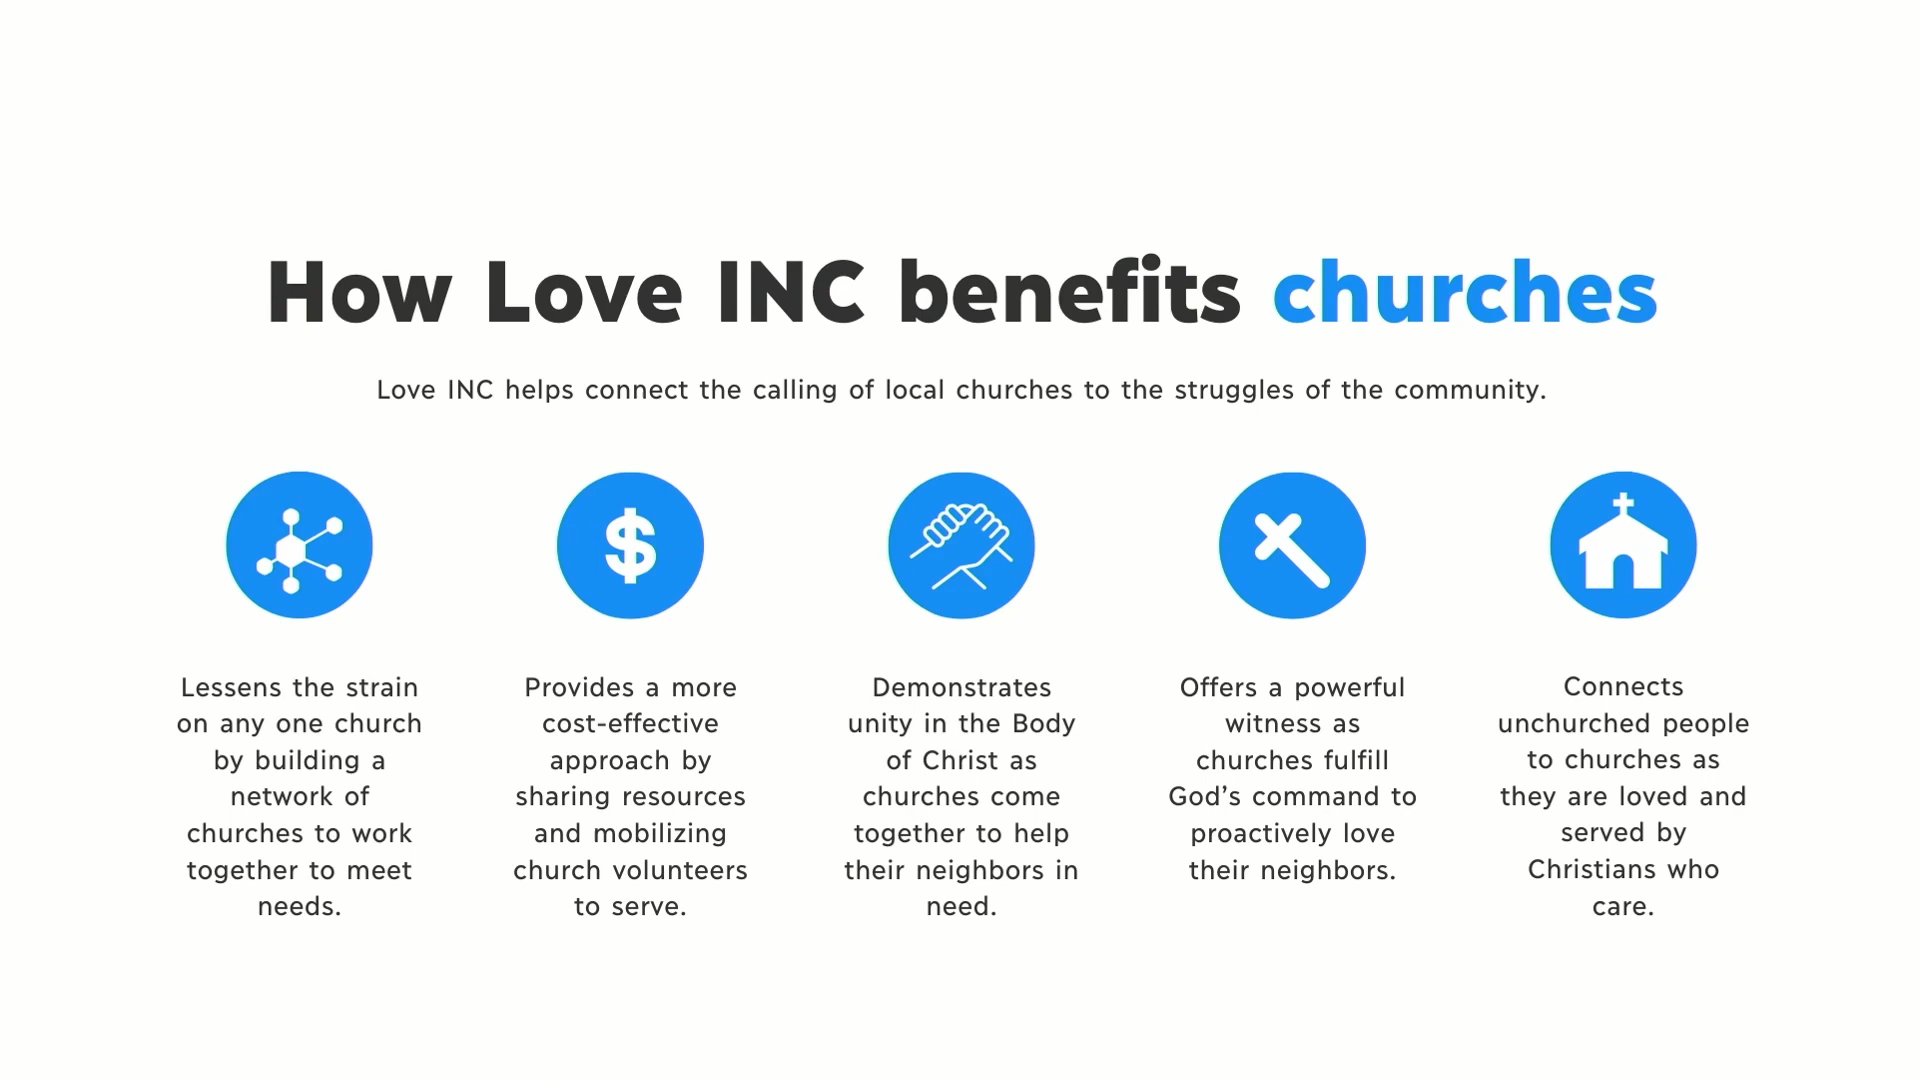 How Love INC benefits churches
Love INC helps connect the calling of local churches to the struggles of the community.
$
Lessens the strain
on any one church
by building a
network of
churches to work
together to meet
needs.
Provides a more
cost-effective
approach by
sharing resources
and mobilizing
church volunteers
to serve.
Demonstrates
unity in the Body
of Christ as
churches come
together to help
their neighbors in
need.
Offers a powerful
witness as
churches fulfill
God’s command to
proactively love
their neighbors.
Connects
unchurched people
to churches as
they are loved and
served by
Christians who
care.